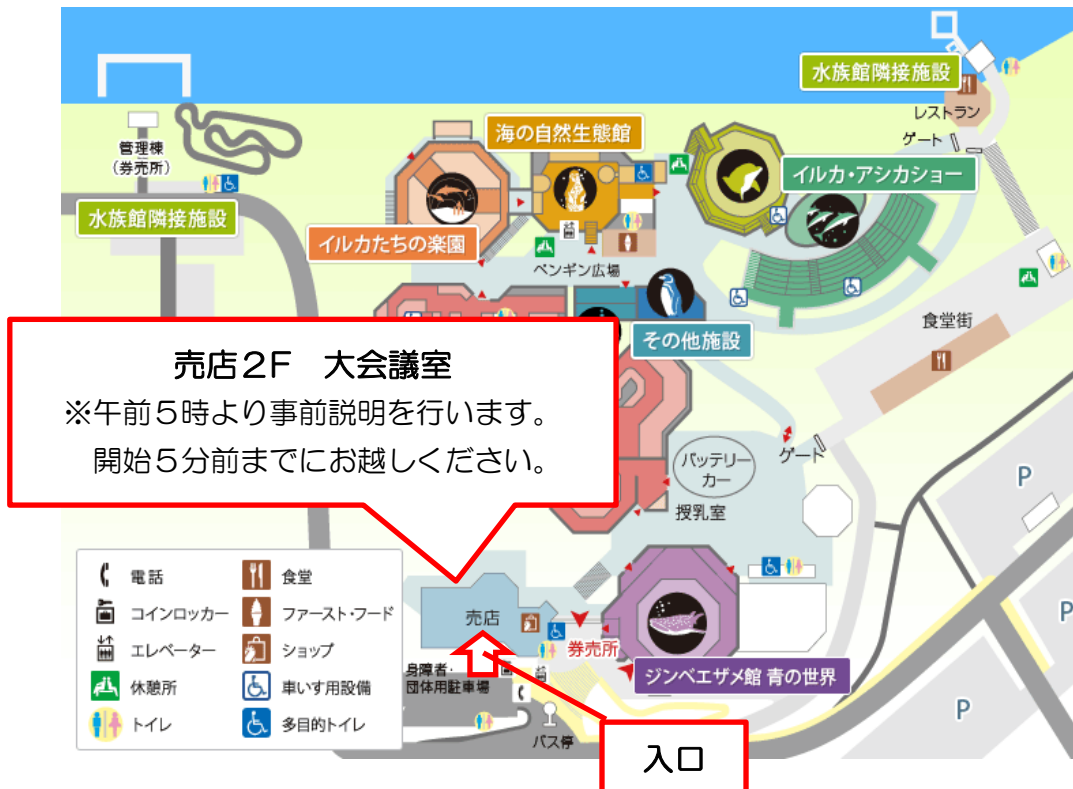 水族館隣接施設
レストラン
ゲート
海の自然生態館
管理棟
(券売所)
イルカ・アシカショー
水族館隣接施設
イルカたちの楽園
ペンギン広場
食堂街
その他施設
売店２F　大会議室
※午前５時より事前説明を行います。
開始５分前までにお越しください。
バッテリー
カー
ゲート
授乳室
P
P
P
電話
食堂
コインロッカー
ファースト・フード
エレベーター
ショップ
休憩所
車いす用設備
トイレ
多目的トイレ
売店
券売所
身障者・
団体用駐車場
ジンベエザメ館 青の世界
バス停
入口